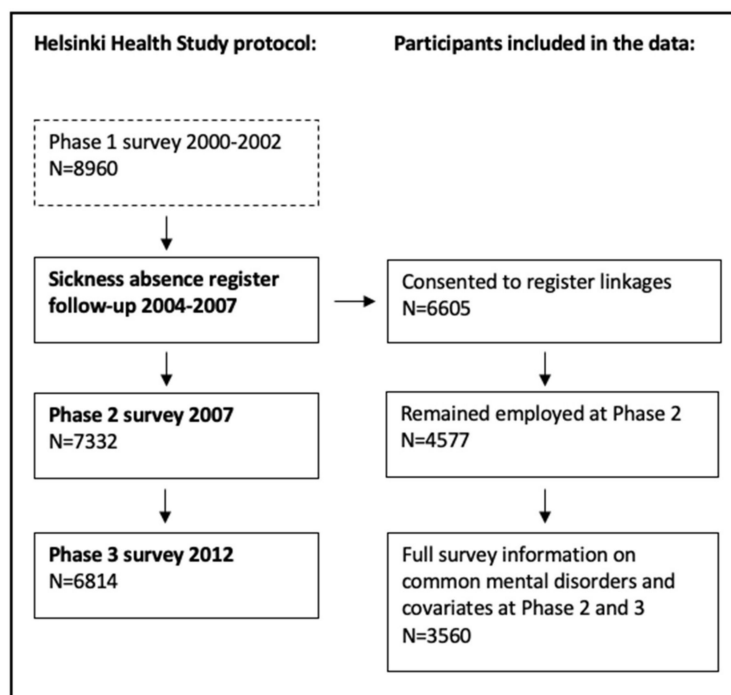 Helsinki Health Study protocol:
Phase 1 survey 2000-2002
N=8960
Sickness absence register
follow-up 2004-2007
Phase 2 survey 2007
N=7332
Phase 3 survey 2012
N=6814
Participants included in the data:
Consented to register linkages
N=6605
Remained employed at Phase 2
N=4577
Full survey information on
common mental disorders and
covariates at Phase 2 and 3
N=3560